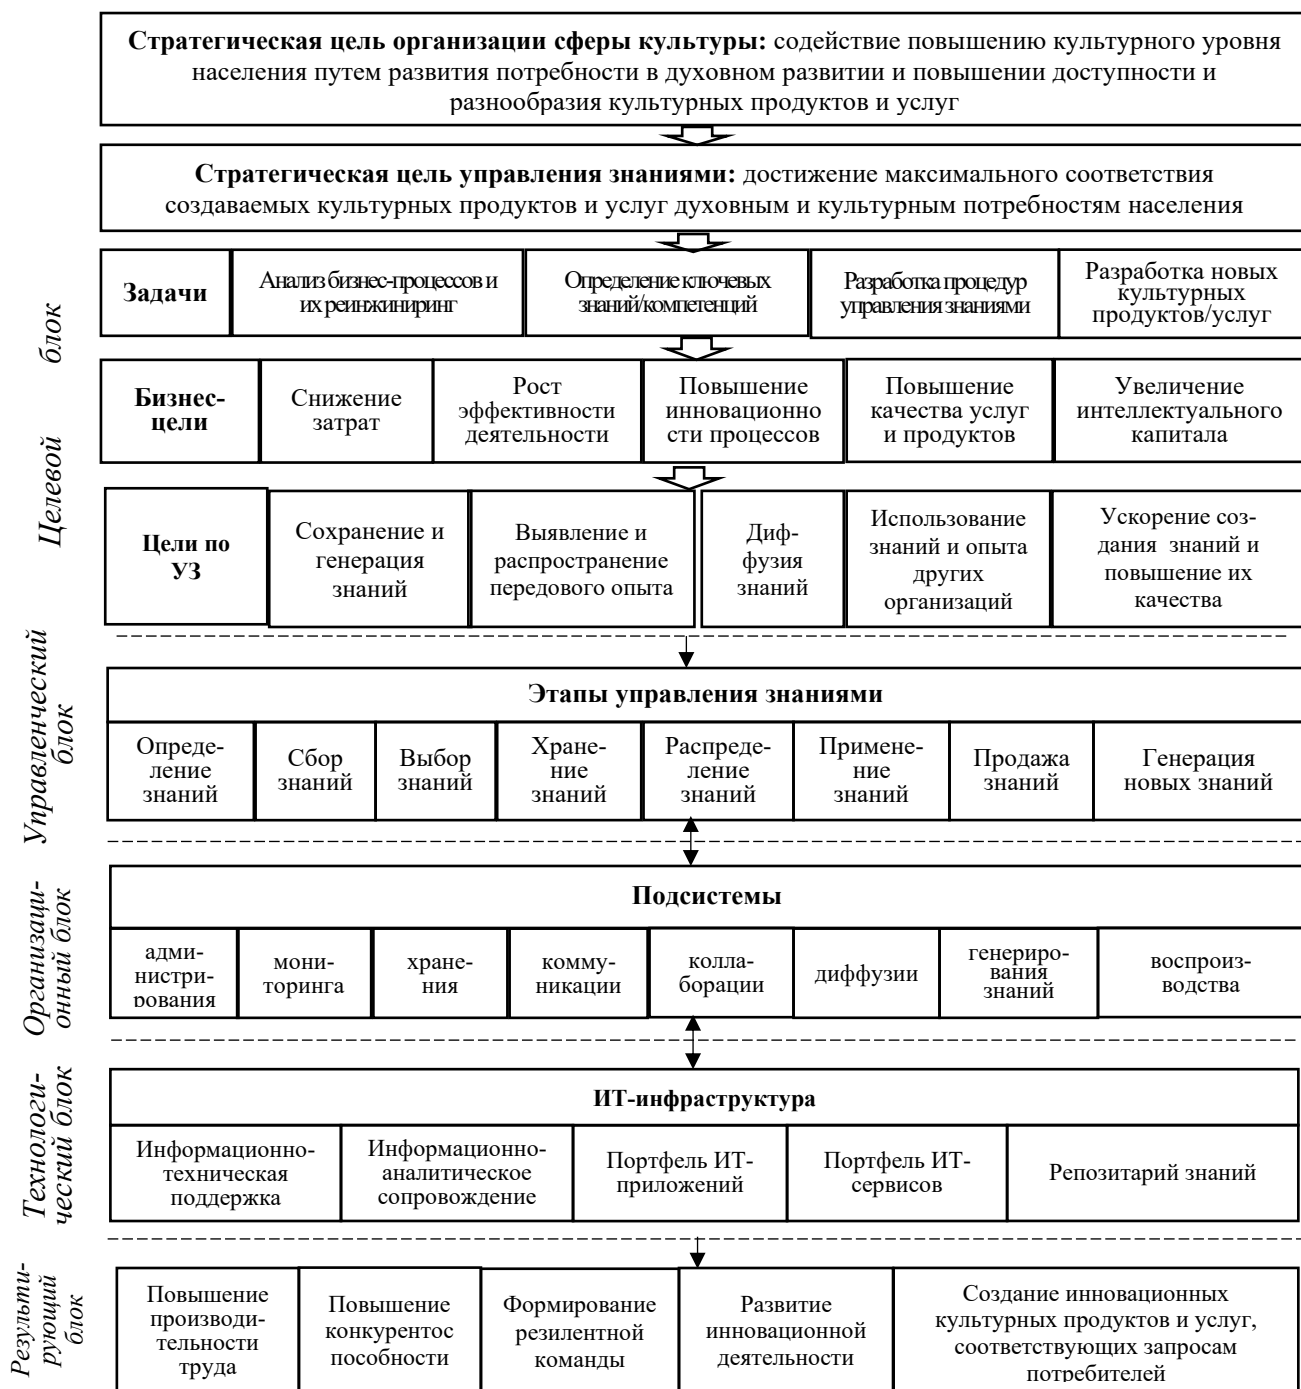 Стратегическая цель организации сферы культуры: содействие повышению культурного уровня
населения путем развития потребности в духовном развитии и повышении доступности и
разнообразия культурных продуктов и услуг
Стратегическая цель управления знаниями: достижение максимального соответствия
создаваемых культурных продуктов и услуг духовным и культурным потребностям населения
Целевой блок
Задачи
Анализ бизнес-процессов и
их реинжиниринг
Определение ключевых
знаний/компетенций
Разработка процедур
управления знаниями
Разработка новых
культурных
продуктов/услуг
Бизнес-
цели
Снижение
затрат
Рост
эффективности
деятельности
Повышение
инновационно
сти процессов
Повышение
качества услуг
и продуктов
Увеличение
интеллектуального
капитала
Цели по
УЗ
Сохранение и
генерация
знаний
Выявление и
распространение
передового опыта
Диф-
фузия
знаний
Использование
знаний и опыта
других
организаций
Ускорение соз-
дания знаний и
повышение их
качества
Управленческий
блок
Этапы управления знаниями
Опреде-
ление
знаний
Сбор
знаний
Выбор
знаний
Хране-
ние
знаний
Распреде-
ление
знаний
Примене-
ние
знаний
Продажа
знаний
Генерация
новых знаний
Организаци-
онный блок
Подсистемы
адми-
нистри-
рования
мони-
торинга
хране-
ния
комму-
никации
колла-
борации
диффузии
генериро-
вания
знаний
воспроиз-
водства
Технологи-
ческий блок
ИТ-инфраструктура
Информационно-
техническая
поддержка
Информационно-
аналитическое
сопровождение
Портфель ИТ-
приложений
Портфель ИТ-
сервисов
Репозитарий знаний
Результи-
рующий
блок
Повышение
производи-
тельности
труда
Повышение
конкурентос
пособности
Формирование
резилентной
команды
Развитие
инновационной
деятельности
Создание инновационных
культурных продуктов и услуг,
соответствующих запросам
потребителей